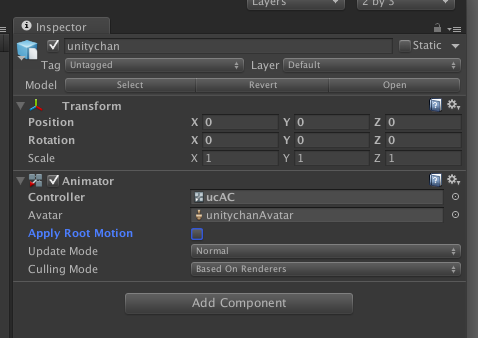 Layers 2 by 3
Inspector
unitychan Static
Tag Untagged Layer Default
Model Select Revert Open
Transform
Position X 0 Y 0 Z 0
Rotation X 0 Y 0 Z 0
Scale X 1 Y 1 Z 1
Animator
Controller ucAC
Avatar unitychanAvatar
Apply Root Motion
Update Mode Normal
Culling Mode Based On Renderers
Add Component